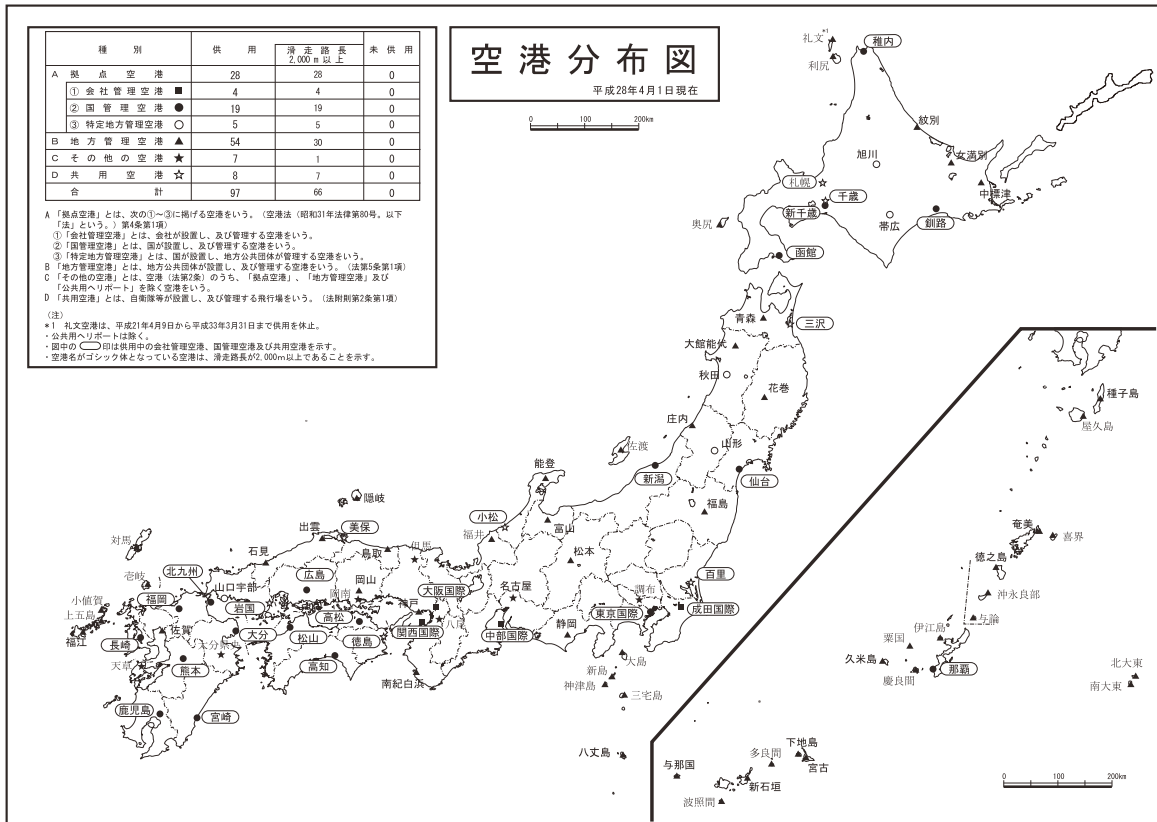 空港分布図
平成28年4月1日現在
種別 供用 滑走路長2,000m以上 未供用
A 拠点空港 28 28 0
①会社管理空港 ■ 4 4 0
②国管理空港 ● 19 19 0
③特定地方管理空港 ○ 5 5 0
B 地方管理空港 ▲ 54 30 0
C その他の空港 ★ 7 1 0
D 共用空港 ☆ 8 7 0
合計 97 66 0
A 「拠点空港」とは、次の①〜③に掲げる空港をいう。(空港法(昭和31年法律第80号。以下
「法」という。)第4条第1項)
①「会社管理空港」とは、会社が設置し、及び管理する空港をいう。
②「国管理空港」とは、国が設置し、及び管理する空港をいう。
③「特定地方管理空港」とは、国が設置し、地方公共団体が管理する空港をいう。
B 「地方管理空港」とは、地方公共団体が設置し、及び管理する空港をいう。(法第5条第1項)
C 「その他の空港」とは、空港(法第2条)のうち、「拠点空港」、「地方管理空港」及び
「公共用ヘリポート」を除く空港をいう。
D 「共用空港」とは、自衛隊等が設置し、及び管理する飛行場をいう。(法附則第2条第1項)
(注)
*1 礼文空港は、平成21年4月9日から平成33年3月31日まで供用を休止。
・公共用ヘリポートは除く。
・図中の 印は供用中の会社管理空港、国管理空港及び共用空港を示す。
・空港名がゴシック体となっている空港は、滑走路長が2,000m以上であることを示す。
0 100 200km
礼文*1
利尻
稚内
紋別
旭川
女満別
中標津
札幌
千歳
新千歳
帯広
釧路
奥尻
函館
青森
三沢
大館能代
秋田
花巻
庄内
山形
佐渡
新潟
仙台
能登
福島
小松
福井
富山
松本
隠岐
出雲
美保
鳥取
但馬
対馬
石見
北九州
壱岐
山口宇部
広島
岡山
岡南
大阪国際
名古屋
百里
調布
小値賀
上五島
福岡
岩国
神戸
高松
八尾
関西国際
中部国際
静岡
東京国際
成田国際
福江
佐賀
長崎
大分
松山
徳島
大分県央
天草
熊本
高知
南紀白浜
大島
新島
神津島
三宅島
鹿児島
宮崎
八丈島
種子島
屋久島
奄美
喜界
徳之島
沖永良部
与論
伊江島
粟国
久米島
慶良間
那覇
北大東
南大東
下地島
多良間
宮古
与那国
新石垣
波照間
0 100 200km